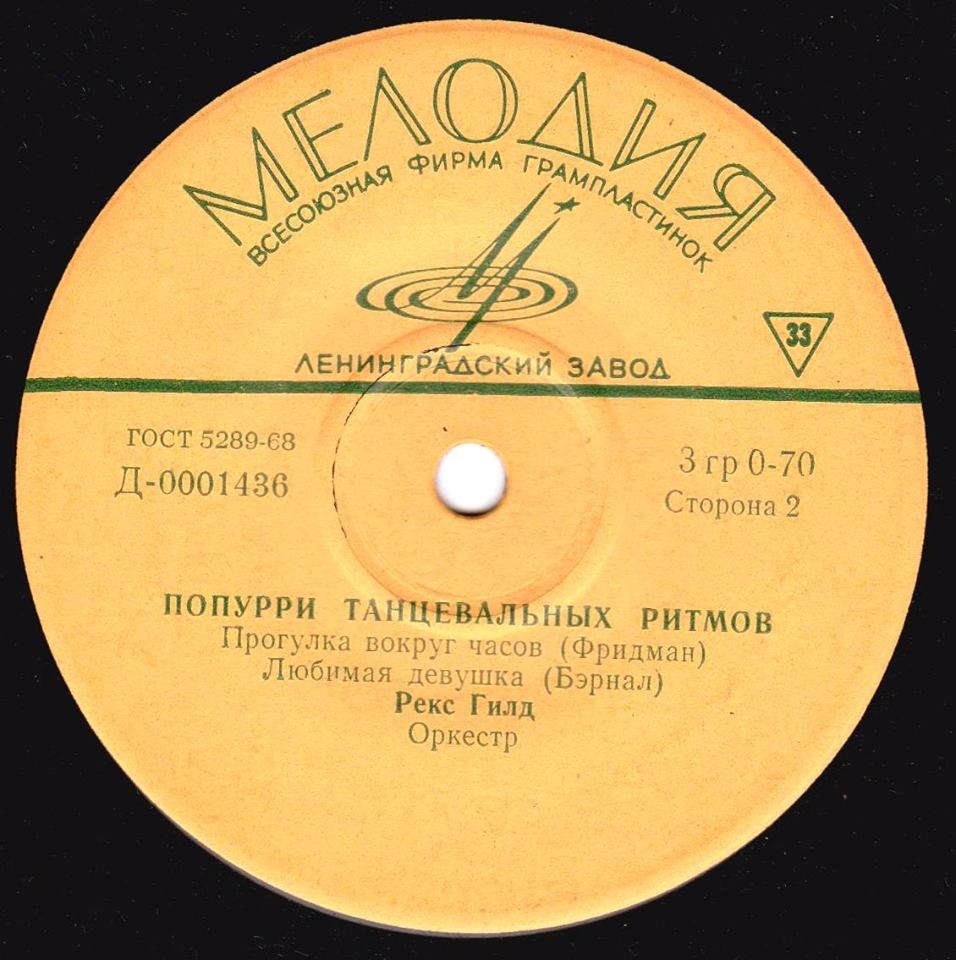 МЕЛОДИЯ
ВСЕСОЮЗНАЯ ФИРМА ГРАМПЛАСТИНОК
33
ЛЕНИНГРАДСКИЙ ЗАВОД
ГОСТ 5289-68
Д-0001436
3 гр 0-70
Сторона 2
ПОПУРРИ ТАНЦЕВАЛЬНЫХ РИТМОВ
Прогулка вокруг часов (Фридман)
Любимая девушка (Бэрнал)
Рекс Гилд
Оркестр